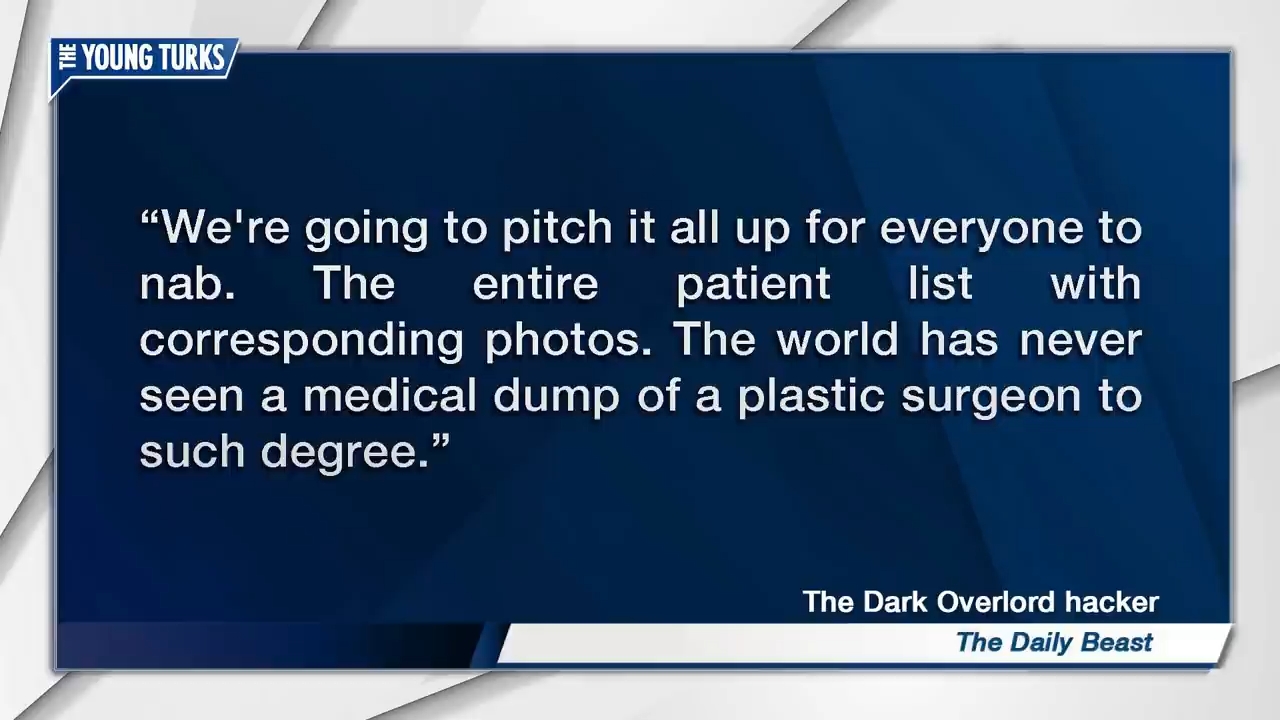 THE YOUNG TURKS
“We're going to pitch it all up for everyone to
nab. The entire patient list with
corresponding photos. The world has never
seen a medical dump of a plastic surgeon to
such degree.”
The Dark Overlord hacker
The Daily Beast